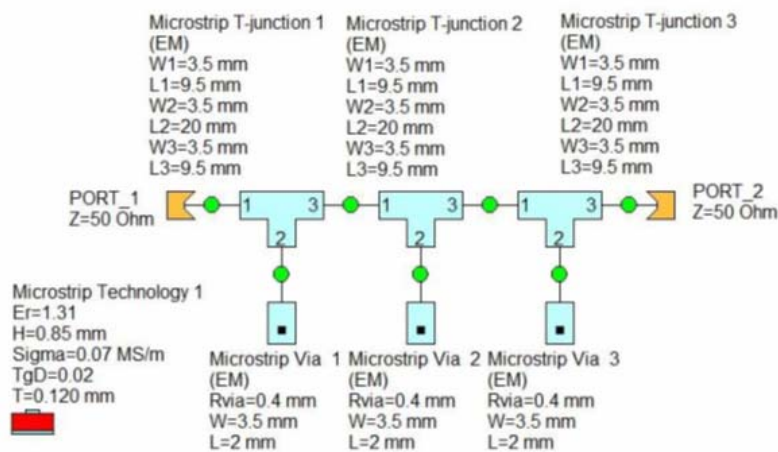 Microstrip T-junction 1
(EM)
W1=3.5 mm
L1=9.5 mm
W2=3.5 mm
L2=20 mm
W3=3.5 mm
L3=9.5 mm
Microstrip T-junction 2
(EM)
W1=3.5 mm
L1=9.5 mm
W2=3.5 mm
L2=20 mm
W3=3.5 mm
L3=9.5 mm
Microstrip T-junction 3
(EM)
W1=3.5 mm
L1=9.5 mm
W2=3.5 mm
L2=20 mm
W3=3.5 mm
L3=9.5 mm
PORT_1
Z=50 Ohm
1 3
2
1 3
2
1 3
2
PORT_2
Z=50 Ohm
Microstrip Technology 1
Er=1.31
H=0.85 mm
Sigma=0.07 MS/m
TgD=0.02
T=0.120 mm
Microstrip Via 1
(EM)
Rvia=0.4 mm
W=3.5 mm
L=2 mm
Microstrip Via 2
(EM)
Rvia=0.4 mm
W=3.5 mm
L=2 mm
Microstrip Via 3
(EM)
Rvia=0.4 mm
W=3.5 mm
L=2 mm